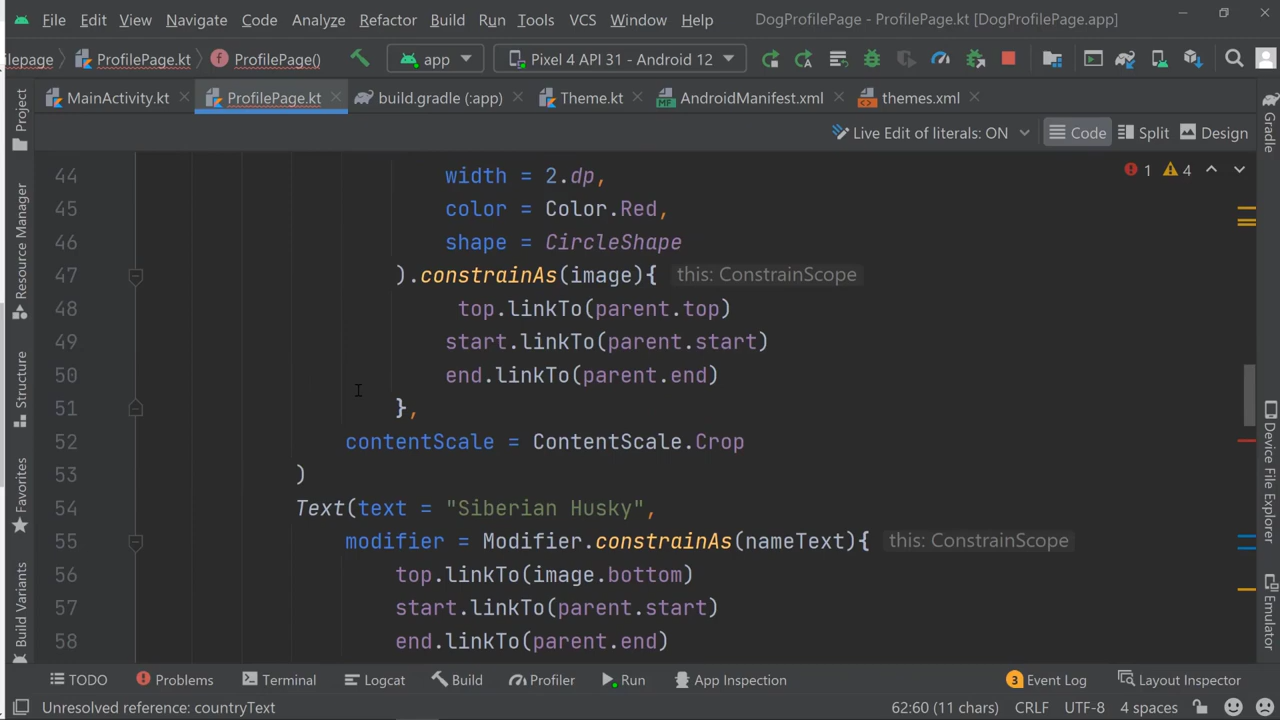 File Edit View Navigate Code Analyze Refactor Build Run Tools VCS Window Help DogProfilePage - ProfilePage.kt [DogProfilePage.app]
ilepage ProfilePage.kt ProfilePage() app Pixel 4 API 31 - Android 12
MainActivity.kt ProfilePage.kt build.gradle (:app) Theme.kt AndroidManifest.xml themes.xml
Live Edit of literals: ON Code Split Design
Project
Resource Manager
Structure
Favorites
Build Variants
Gradle
Device File Explorer
Emulator
1 4
44 width = 2.dp,
45 color = Color.Red,
46 shape = CircleShape
47 ).constrainAs(image){ this: ConstrainScope
48 top.linkTo(parent.top)
49 start.linkTo(parent.start)
50 end.linkTo(parent.end)
51 },
52 contentScale = ContentScale.Crop
53 )
54 Text(text = "Siberian Husky",
55 modifier = Modifier.constrainAs(nameText){ this: ConstrainScope
56 top.linkTo(image.bottom)
57 start.linkTo(parent.start)
58 end.linkTo(parent.end)
TODO Problems Terminal Logcat Build Profiler Run App Inspection 3 Event Log Layout Inspector
Unresolved reference: countryText 62:60 (11 chars) CRLF UTF-8 4 spaces